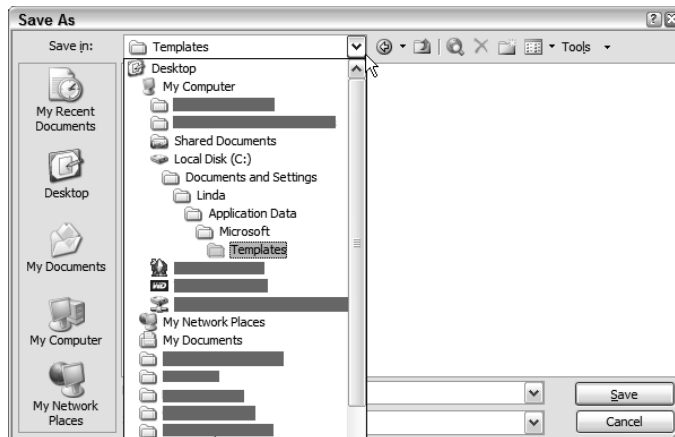 Save As
Save in:
Templates
Tools
My Recent
Documents
Desktop
My Documents
My Computer
My Network
Places
Desktop
My Computer
Shared Documents
Local Disk (C:)
Documents and Settings
Linda
Application Data
Microsoft
Templates
WD
My Network Places
My Documents
Save
Cancel